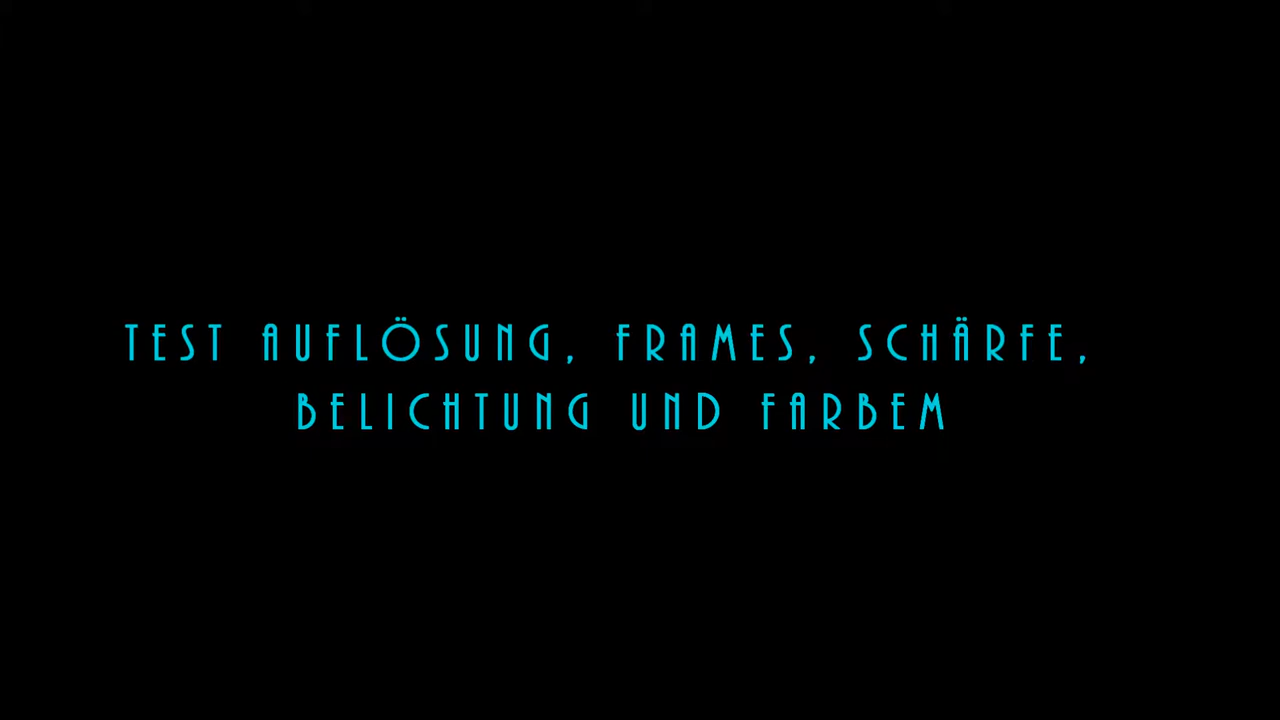 TEST AUFLÖSUNG, FRAMES, SCHÄRFE,
BELICHTUNG UND FARBEM